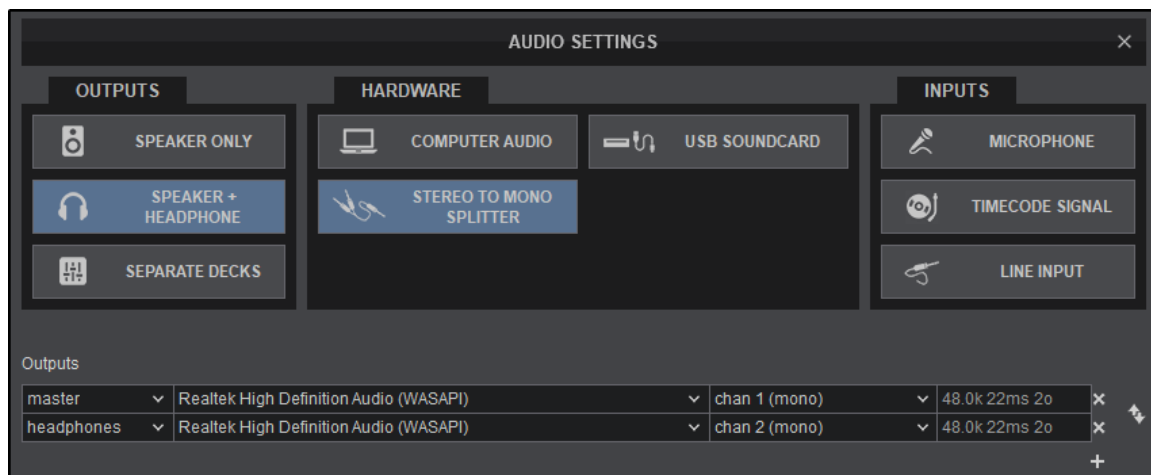 AUDIO SETTINGS
OUTPUTS
HARDWARE
INPUTS
SPEAKER ONLY
COMPUTER AUDIO
USB SOUNDCARD
MICROPHONE
SPEAKER +
HEADPHONE
STEREO TO MONO
SPLITTER
TIMECODE SIGNAL
SEPARATE DECKS
LINE INPUT
Outputs
master Realtek High Definition Audio (WASAPI) chan 1 (mono) 48.0k 22ms 2o
headphones Realtek High Definition Audio (WASAPI) chan 2 (mono) 48.0k 22ms 2o